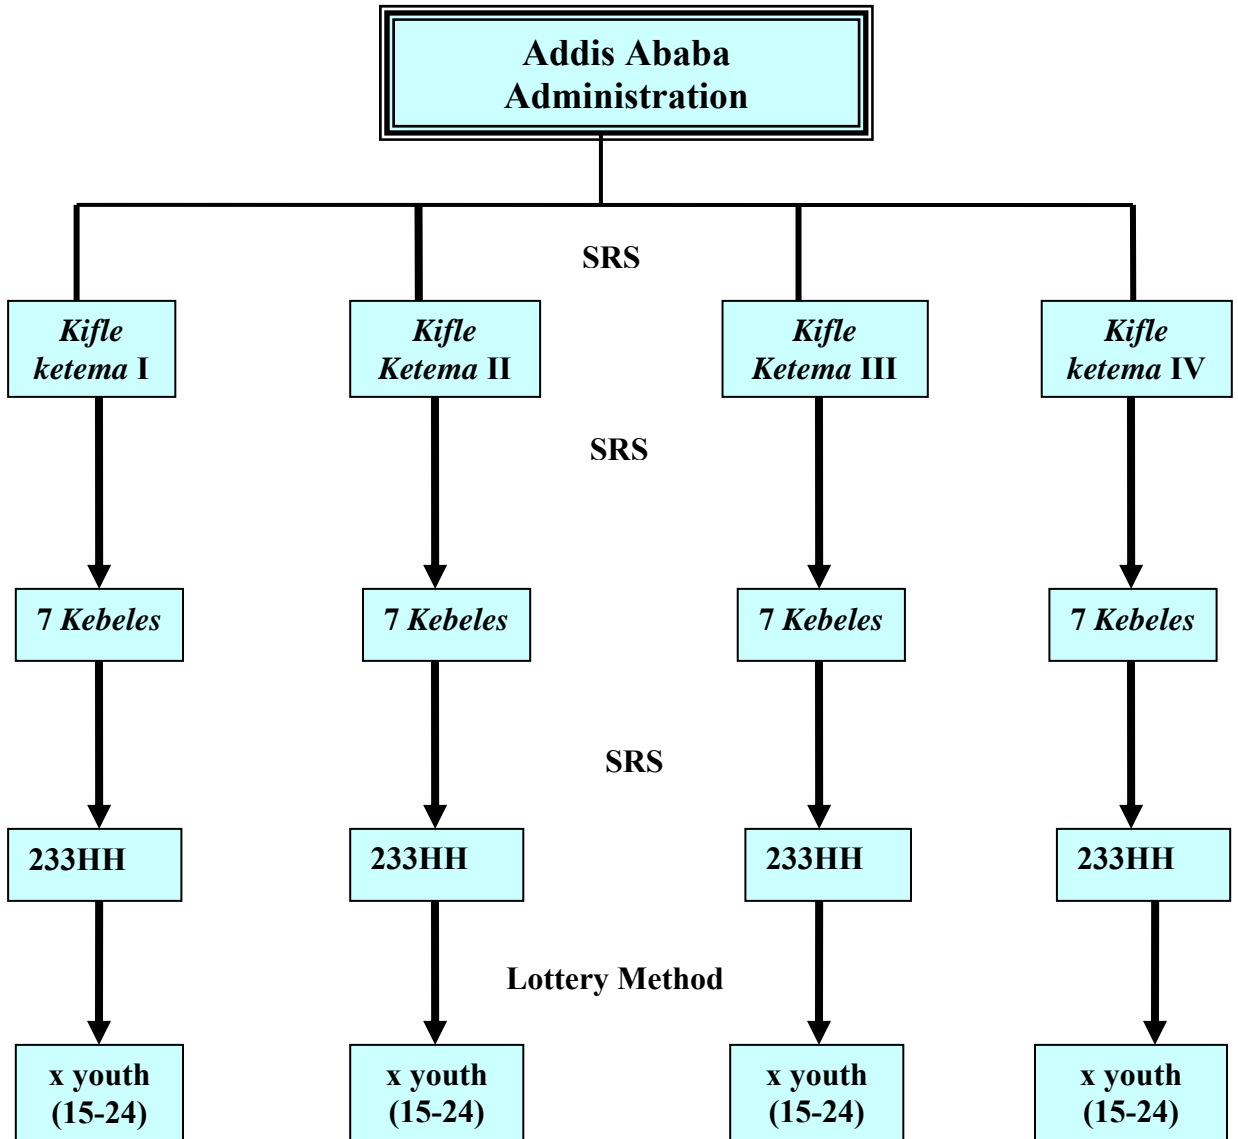 Addis Ababa
Administration
SRS
Kifle
ketema I
Kifle
Ketema II
Kifle
Ketema III
Kifle
ketema IV
SRS
7 Kebeles
7 Kebeles
7 Kebeles
7 Kebeles
SRS
233HH
233HH
233HH
233HH
Lottery Method
x youth
(15-24)
x youth
(15-24)
x youth
(15-24)
x youth
(15-24)